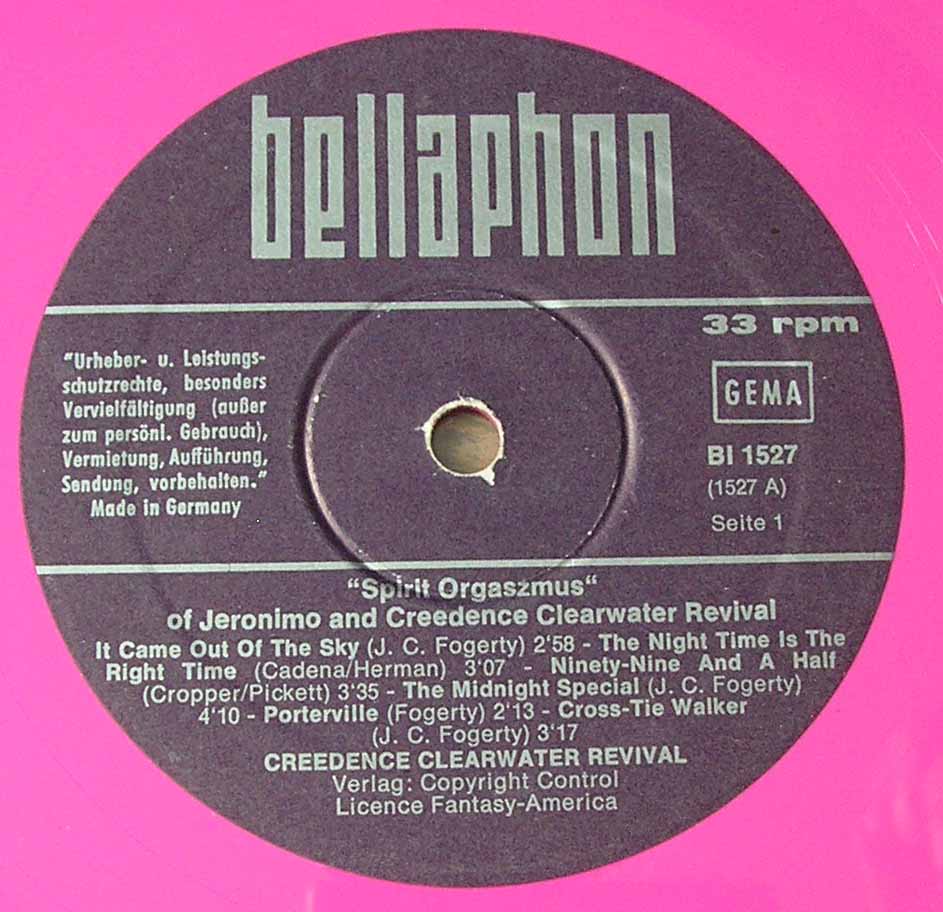 bellaphon
33 rpm
"Urheber- u. Leistungs-
schutzrechte, besonders
Vervielfältigung (außer
zum persönl. Gebrauch),
Vermietung, Aufführung,
Sendung, vorbehalten."
Made in Germany
GEMA
BI 1527
(1527 A)
Seite 1
"Spirit Orgaszmus"
of Jeronimo and Creedence Clearwater Revival
It Came Out Of The Sky (J. C. Fogerty) 2'58 - The Night Time Is The
Right Time (Cadena/Herman) 3'07 - Ninety-Nine And A Half
(Cropper/Pickett) 3'35 - The Midnight Special (J. C. Fogerty)
4'10 - Porterville (Fogerty) 2'13 - Cross-Tie Walker
(J. C. Fogerty) 3'17
CREEDENCE CLEARWATER REVIVAL
Verlag: Copyright Control
Licence Fantasy-America